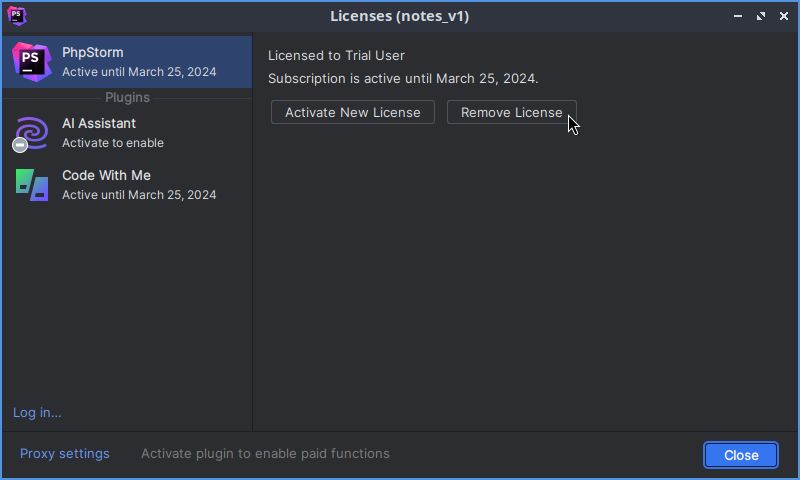 PS
Licenses (notes_v1)
PS
PhpStorm
Active until March 25, 2024
Plugins
AI Assistant
Activate to enable
Code With Me
Active until March 25, 2024
Log in...
Licensed to Trial User
Subscription is active until March 25, 2024.
Activate New License
Remove License
Proxy settings
Activate plugin to enable paid functions
Close